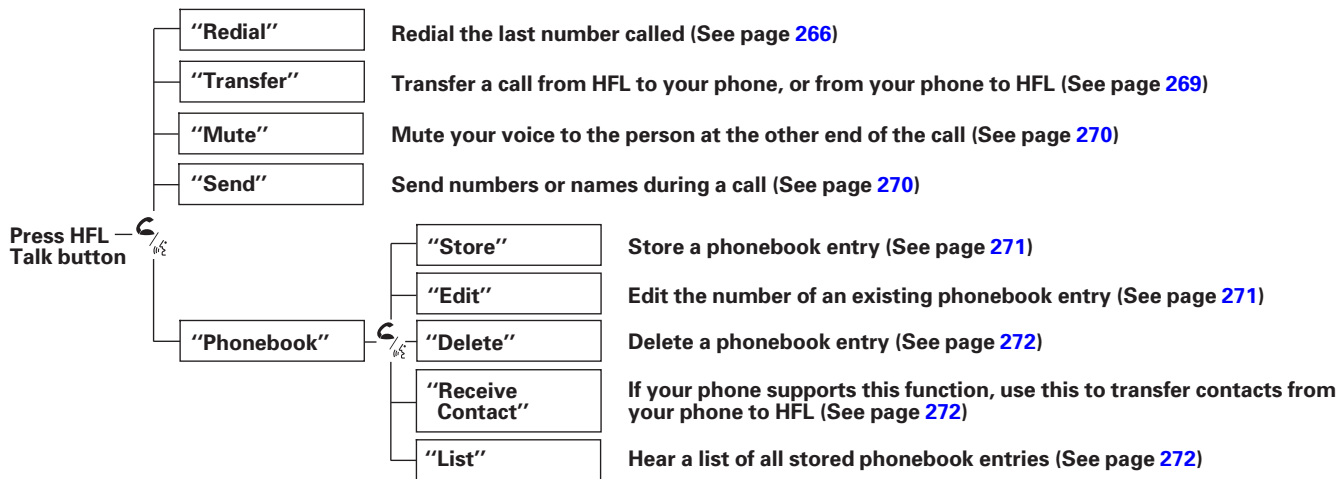 ‘‘Redial’’ Redial the last number called (See page 266)
‘‘Transfer’’ Transfer a call from HFL to your phone, or from your phone to HFL (See page 269)
‘‘Mute’’ Mute your voice to the person at the other end of the call (See page 270)
‘‘Send’’ Send numbers or names during a call (See page 270)
Press HFL
Talk button
‘‘Phonebook’’
‘‘Store’’ Store a phonebook entry (See page 271)
‘‘Edit’’ Edit the number of an existing phonebook entry (See page 271)
‘‘Delete’’ Delete a phonebook entry (See page 272)
‘‘Receive
Contact’’
If your phone supports this function, use this to transfer contacts from
your phone to HFL (See page 272)
‘‘List’’ Hear a list of all stored phonebook entries (See page 272)